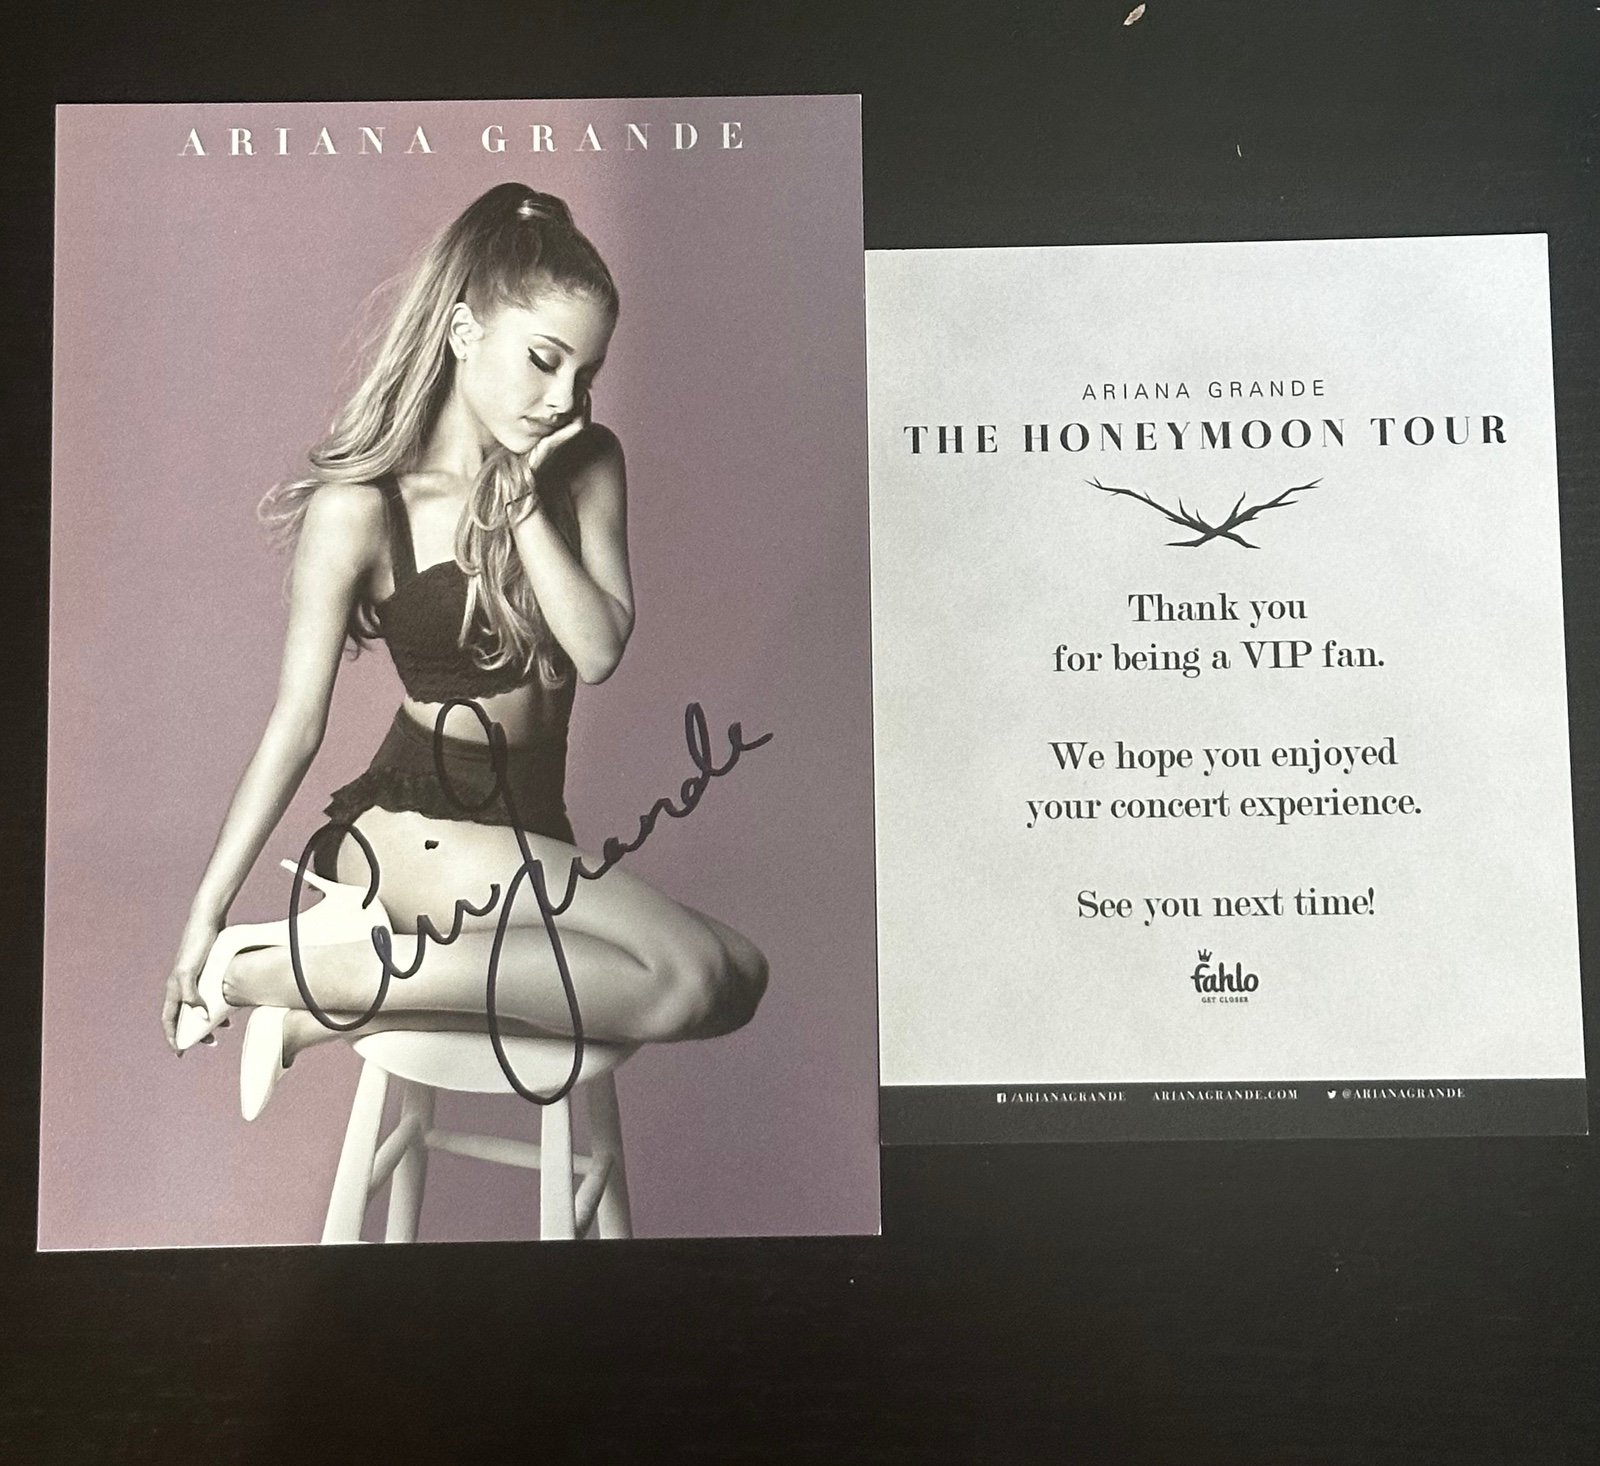 ARIANA GRANDE
Ari Grande
ARIANA GRANDE
THE HONEYMOON TOUR
Thank you
for being a VIP fan.
We hope you enjoyed
your concert experience.
See you next time!
fahlo
GET CLOSER
/ARIANAGRANDE ARIANAGRANDE.COM @ARIANAGRANDE